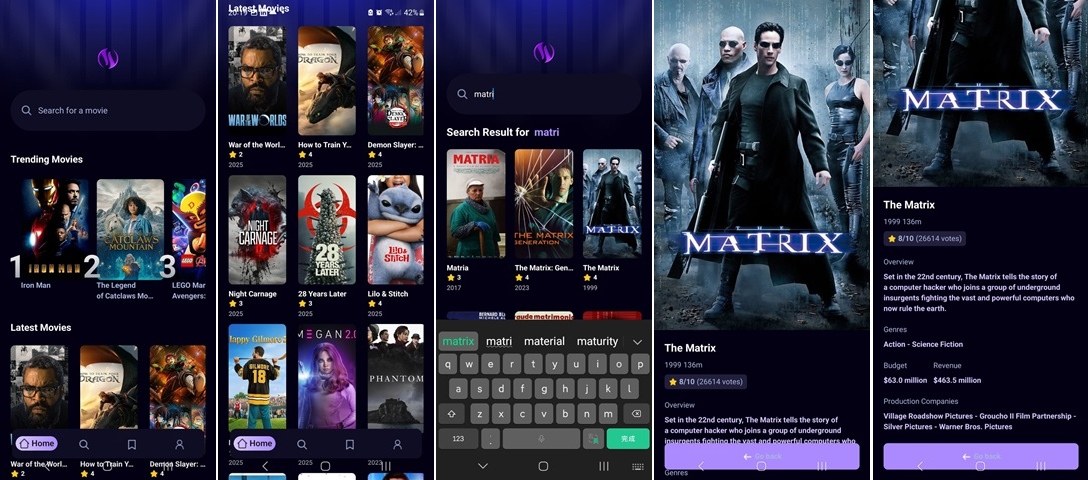 Search for a movie
Trending Movies
1
IRON MAN
2
CATCLAWS
MOUNTAIN
3
Iron Man
The Legend
of Catclaws Mo...
LEGO Mar
Avengers:
Latest Movies
Home
War of the Worl...
How to Train Y...
Demon Slayer: ...
2
4
4
Latest Movies
20:19
42%
WAR OF THE WORLDS
HOW TO TRAIN YOUR
DRAGON
DEMON
SLAYER
War of the Worl...
How to Train Y...
Demon Slayer: ...
2
4
4
2025
2025
2025
NIGHT
CARNAGE
28
YEARS
LATER
LILO &
STITCH
Night Carnage
28 Years Later
Lilo & Stitch
3
3
4
2025
2025
2025
Happy Gilmore
GILMORE
18
MEGAN 2.0
PHANTOM
Home
2025
2025
2023
matri
Search Result for matri
MATRIA
THE MATRIX
GENERATION
THE
MATRIX
Matria
The Matrix: Gen...
The Matrix
3
4
4
2017
2023
1999
matrix
matri
material
maturity
q w e r t y u i o p
a s d f g h j k l
z x c v b n m
123
完成
THE
MATRIX
The Matrix
1999 136m
8/10 (26614 votes)
Overview
Set in the 22nd century, The Matrix tells the story of
a computer hacker who joins a group of underground
insurgents fighting the vast and powerful computers who
Go back
Genres
THE
MATRIX
The Matrix
1999 136m
8/10 (26614 votes)
Overview
Set in the 22nd century, The Matrix tells the story of
a computer hacker who joins a group of underground
insurgents fighting the vast and powerful computers who
now rule the earth.
Genres
Action - Science Fiction
Budget
Revenue
$63.0 million
$463.5 million
Production Companies
Village Roadshow Pictures - Groucho II Film Partnership -
Silver Pictures - Warner Bros. Pictures
Go back